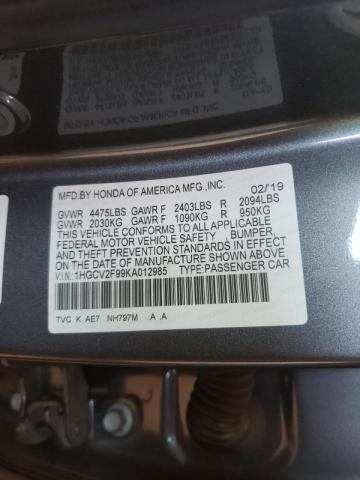 MFD.BY HONDA OF AMERICA MFG.,INC. 02/'19
GVWR 4475LBS GAWR F 2403LBS R 2094LBS
GVWR 2030KG GAWR F 1090KG R 950KG
THIS VEHICLE CONFORMS TO ALL APPLICABLE
FEDERAL MOTOR VEHICLE SAFETY , BUMPER,
AND THEFT PREVENTION STANDARDS IN EFFECT
ON THE DATE OF MANUFACTURE SHOWN ABOVE.
V.I.N.:1HGCV2F99KA012985 TYPE:PASSENGER CAR
TVC K AE7 NH797M .A .A